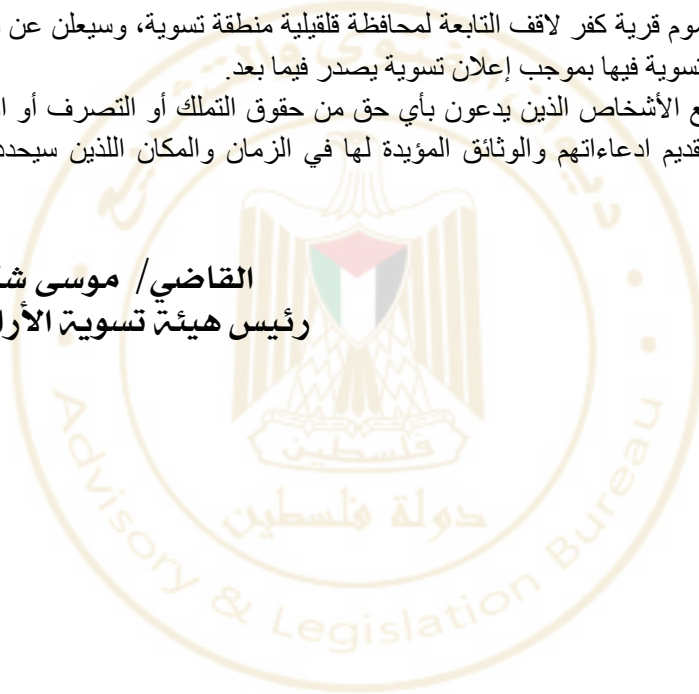 موم قرية كفر لاقف التابعة لمحافظة قلقيلية منطقة تسوية، وسيعلن عن
تسوية فيها بموجب إعلان تسوية يصدر فيما بعد.
ع الأشخاص الذين يدعون بأي حق من حقوق التملك أو التصرف أو
قديم ادعاءاتهم والوثائق المؤيدة لها في الزمان والمكان اللذين سيحدد
القاضي/ موسى
رئيس هيئة تسوية الأرا
فلسطين
دولة فلسطين
Advisory & Legislation Bureau